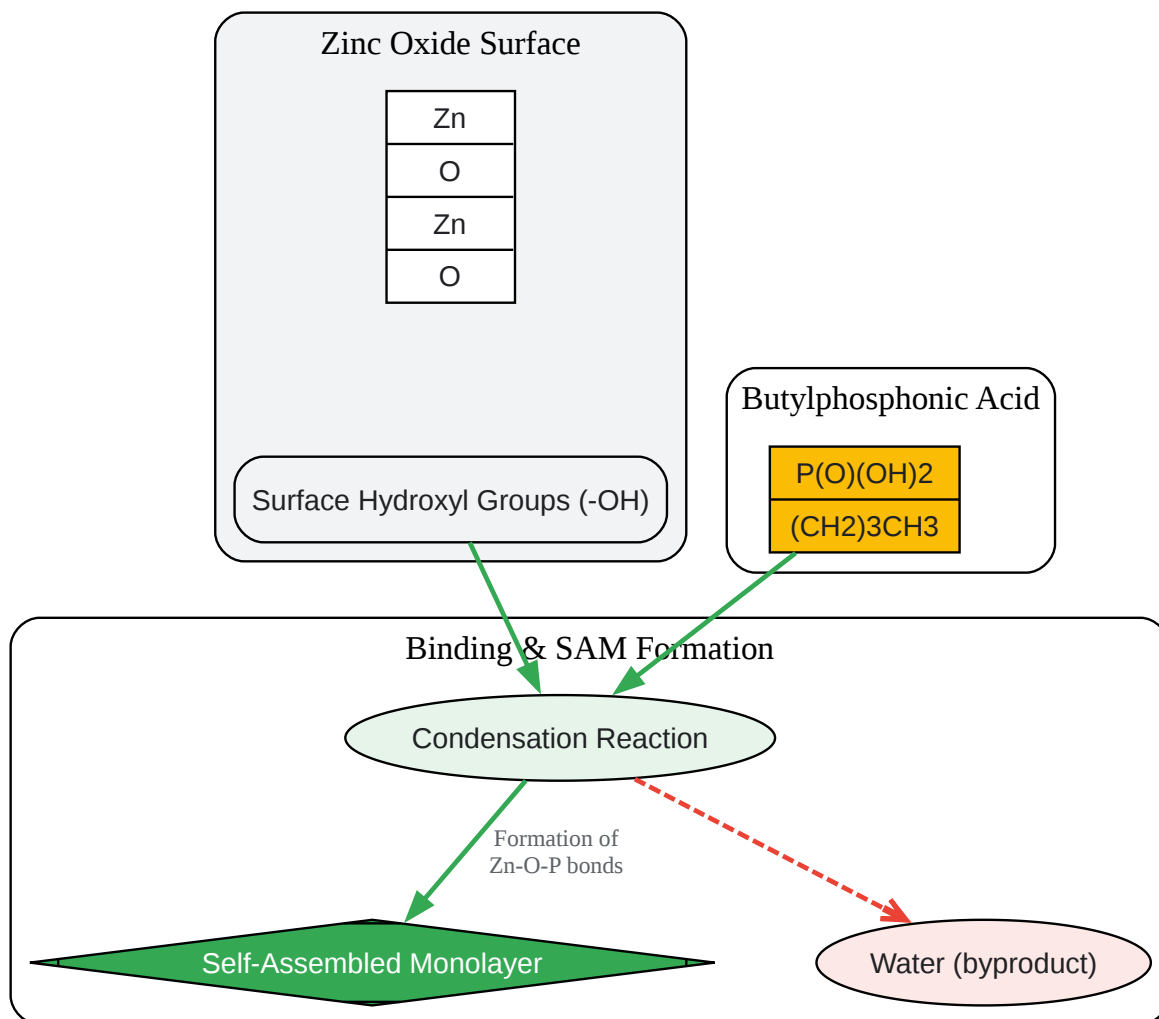 Zinc Oxide Surface
Zn
O
Zn
O
Surface Hydroxyl Groups (-OH)
Butylphosphonic Acid
P(O)(OH)2
(CH2)3CH3
Binding & SAM Formation
Condensation Reaction
Formation of
Zn-O-P bonds
Self-Assembled Monolayer
Water (byproduct)